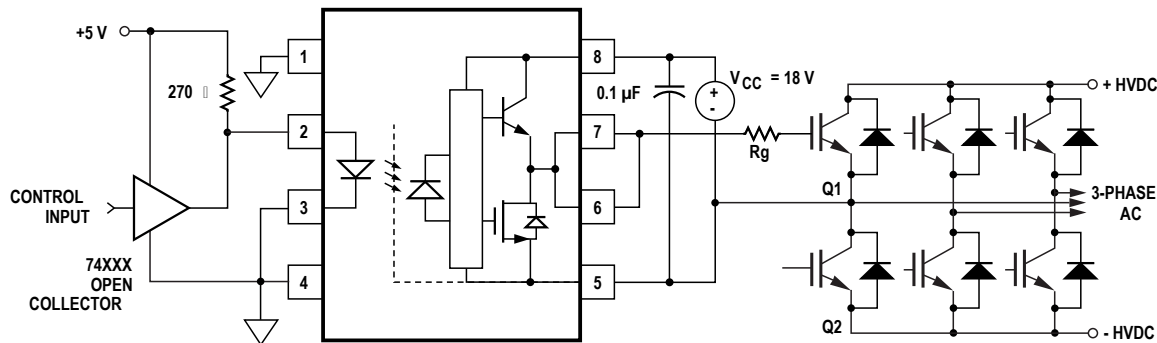 +5 V
270
CONTROL
INPUT
74XXX
OPEN
COLLECTOR
1
2
3
4
8
7
6
5
0.1 µF
VCC = 18 V
+
-
Rg
Q1
Q2
+ HVDC
3-PHASE
AC
- HVDC